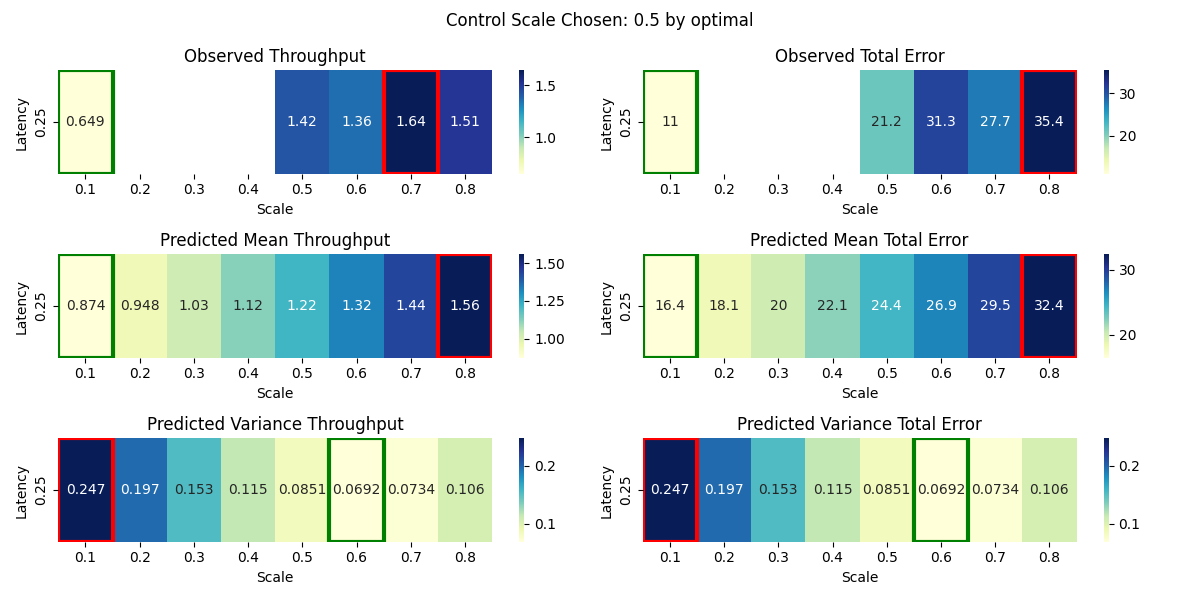 Control Scale Chosen: 0.5 by optimal
Observed Throughput
Latency
0.25
0.649 1.42 1.36 1.64 1.51
0.1 0.2 0.3 0.4 0.5 0.6 0.7 0.8
Scale
1.5
1.0
Observed Total Error
Latency
0.25
11 21.2 31.3 27.7 35.4
0.1 0.2 0.3 0.4 0.5 0.6 0.7 0.8
Scale
30
20
Predicted Mean Throughput
Latency
0.25
0.874 0.948 1.03 1.12 1.22 1.32 1.44 1.56
0.1 0.2 0.3 0.4 0.5 0.6 0.7 0.8
Scale
1.50
1.25
1.00
Predicted Mean Total Error
Latency
0.25
16.4 18.1 20 22.1 24.4 26.9 29.5 32.4
0.1 0.2 0.3 0.4 0.5 0.6 0.7 0.8
Scale
30
20
Predicted Variance Throughput
Latency
0.25
0.247 0.197 0.153 0.115 0.0851 0.0692 0.0734 0.106
0.1 0.2 0.3 0.4 0.5 0.6 0.7 0.8
Scale
0.2
0.1
Predicted Variance Total Error
Latency
0.25
0.247 0.197 0.153 0.115 0.0851 0.0692 0.0734 0.106
0.1 0.2 0.3 0.4 0.5 0.6 0.7 0.8
Scale
0.2
0.1